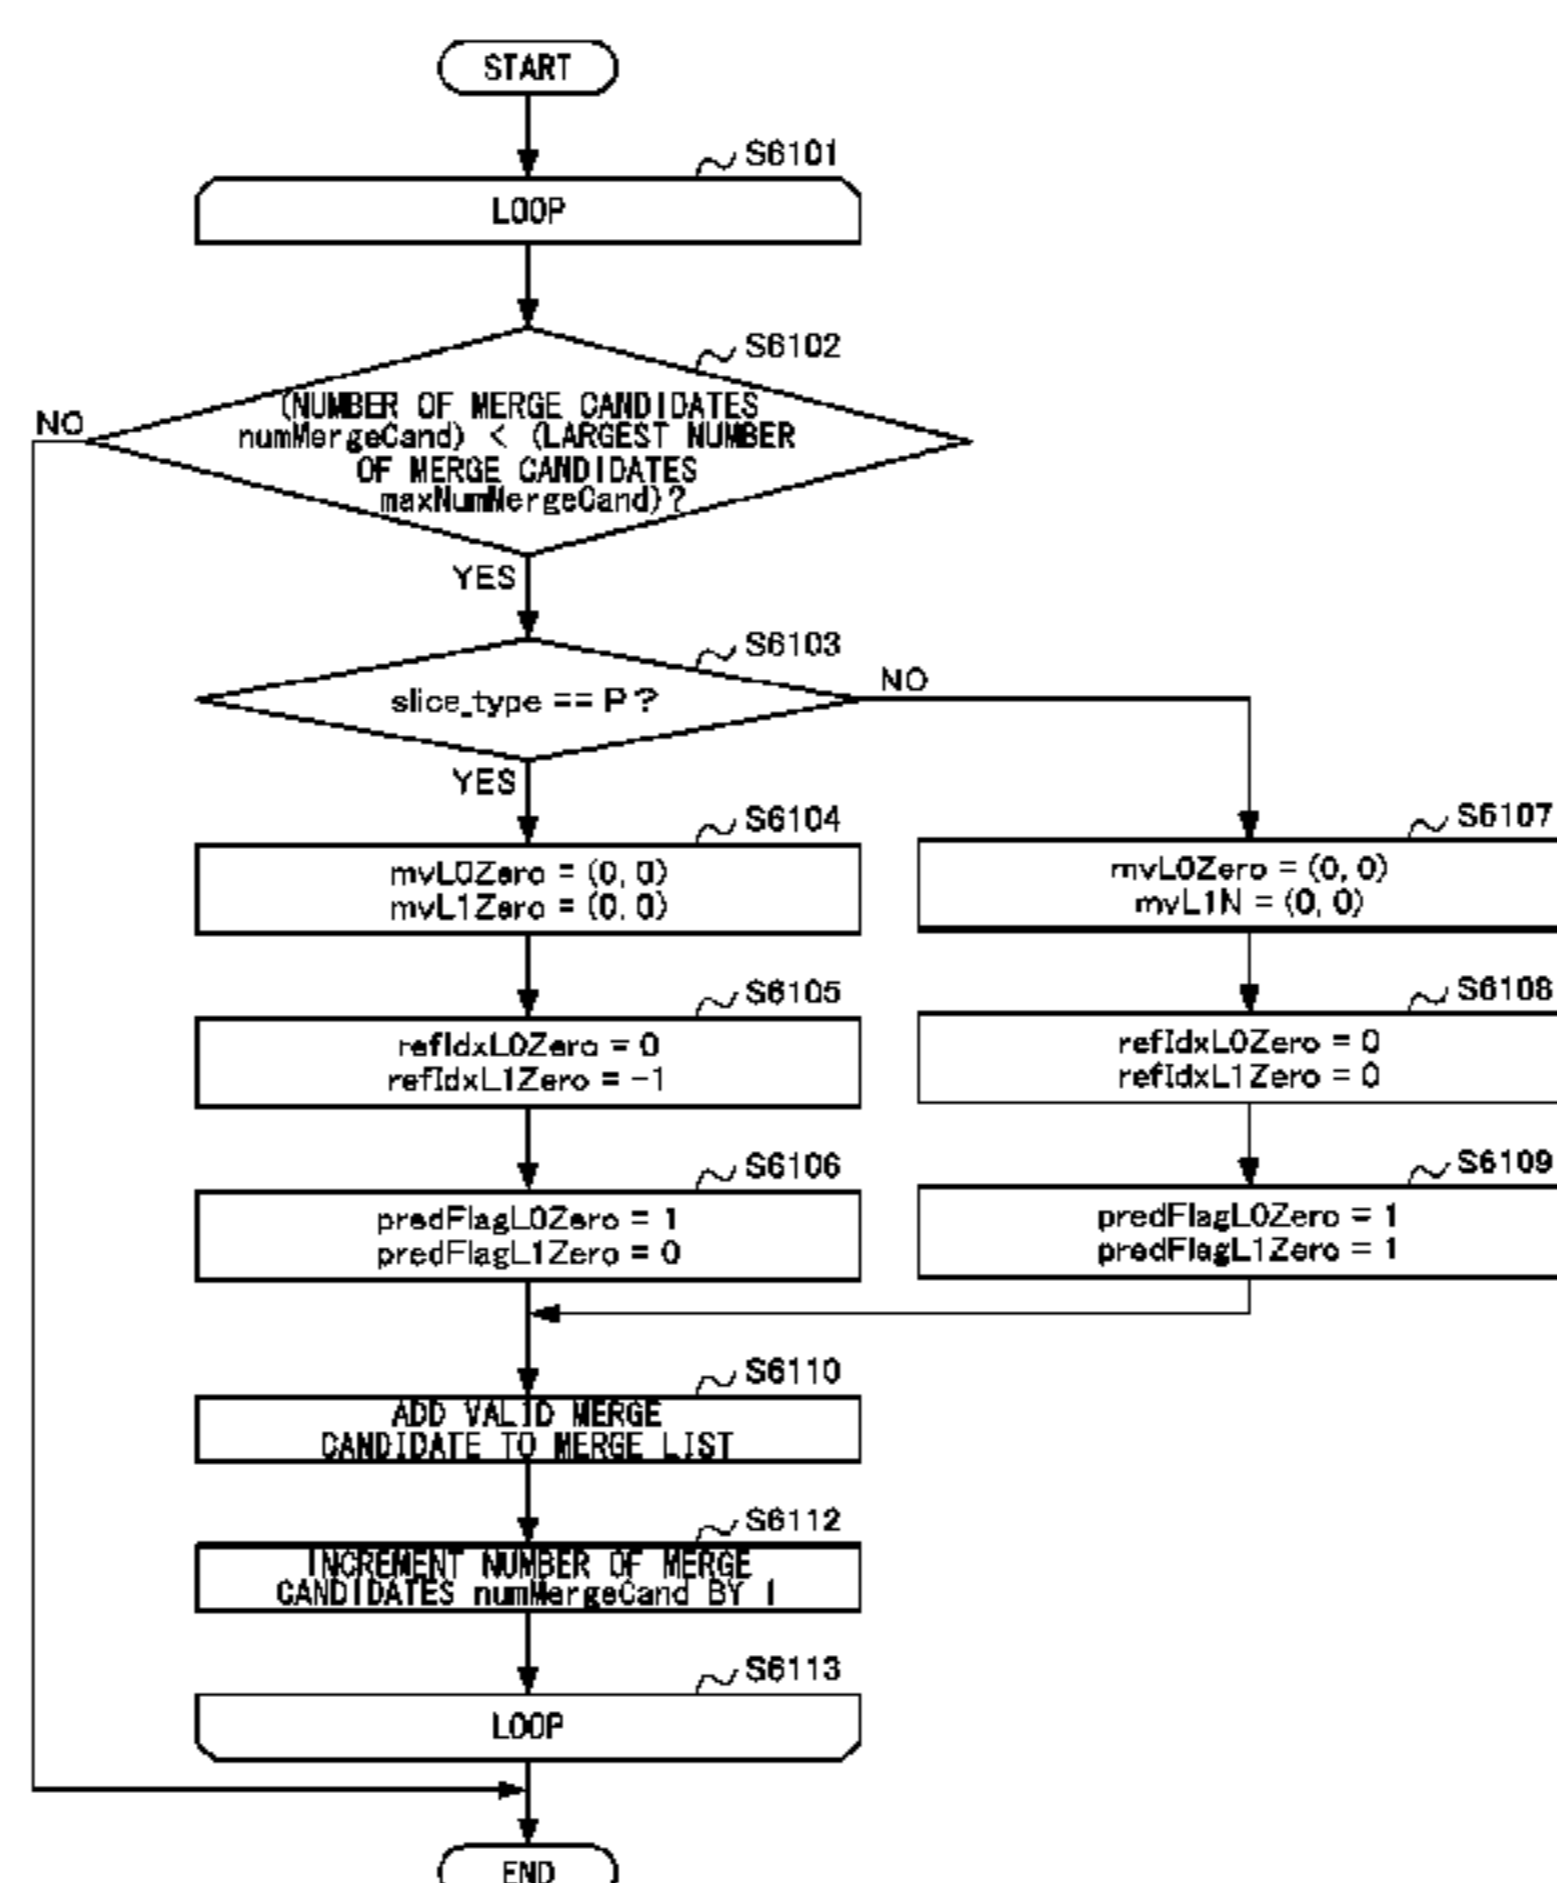 START
S6101
LOOP
S6102
(NUMBER OF MERGE CANDIDATES
numMergeCand) < (LARGEST NUMBER
OF MERGE CANDIDATES
maxNumMergeCand)?
NO
YES
S6103
slice_type == P?
NO
YES
S6104
mvL0Zero = (0, 0)
mvL1Zero = (0, 0)
S6107
mvL0Zero = (0, 0)
mvL1N = (0, 0)
S6105
refIdxL0Zero = 0
refIdxL1Zero = -1
S6108
refIdxL0Zero = 0
refIdxL1Zero = 0
S6106
predFlagL0Zero = 1
predFlagL1Zero = 0
S6109
predFlagL0Zero = 1
predFlagL1Zero = 1
S6110
ADD VALID MERGE
CANDIDATE TO MERGE LIST
S6112
INCREMENT NUMBER OF MERGE
CANDIDATES numMergeCand BY 1
S6113
LOOP
END